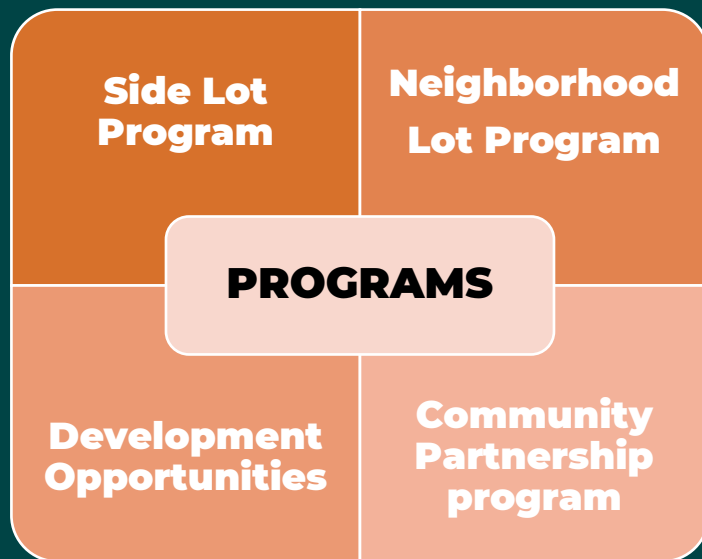 Side Lot
Program
Neighborhood
Lot Program
PROGRAMS
Development
Opportunities
Community
Partnership
program